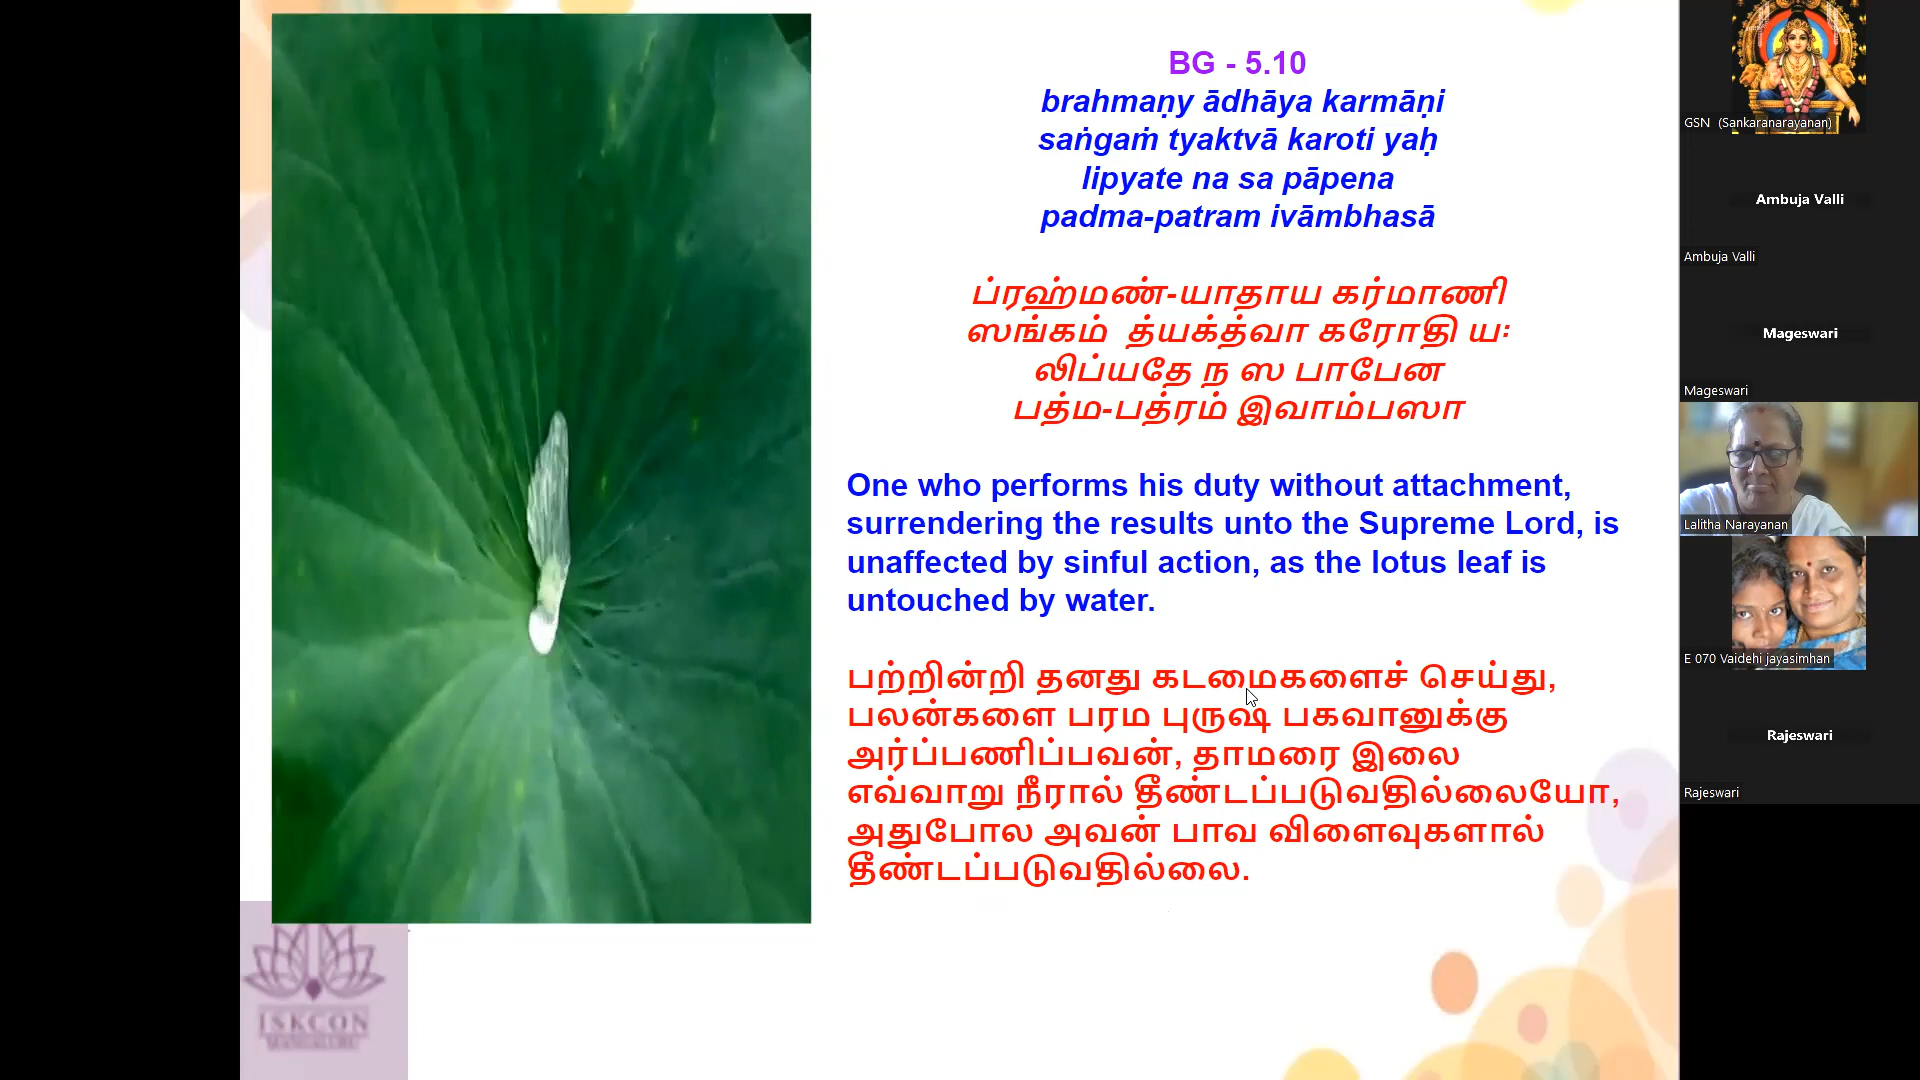 BG - 5.10
brahmaṇy ādhāya karmāṇi
saṅgaṁ tyaktvā karoti yaḥ
lipyate na sa pāpena
padma-patram ivāmbhasā
ப்ரஹ்மண்-யாதாய கர்மாணி
ஸங்கம் த்யக்த்வா கரோதி ய꞉
லிப்யதே ந ஸ பாபேன
பத்ம-பத்ரம் இவாம்பஸா
One who performs his duty without attachment,
surrendering the results unto the Supreme Lord, is
unaffected by sinful action, as the lotus leaf is
untouched by water.
பற்றின்றி தனது கடமைகளைச் செய்து,
பலன்களை பரம புருஷ பகவானுக்கு
அர்ப்பணிப்பவன், தாமரை இலை
எவ்வாறு நீரால் தீண்டப்படுவதில்லையோ,
அதுபோல அவன் பாவ விளைவுகளால்
தீண்டப்படுவதில்லை.
ISKCON
MANGALURU
GSN (Sankaranarayanan)
Ambuja Valli
Ambuja Valli
Mageswari
Mageswari
Lalitha Narayanan
E 070 Vaidehi jayasimhan
Rajeswari
Rajeswari